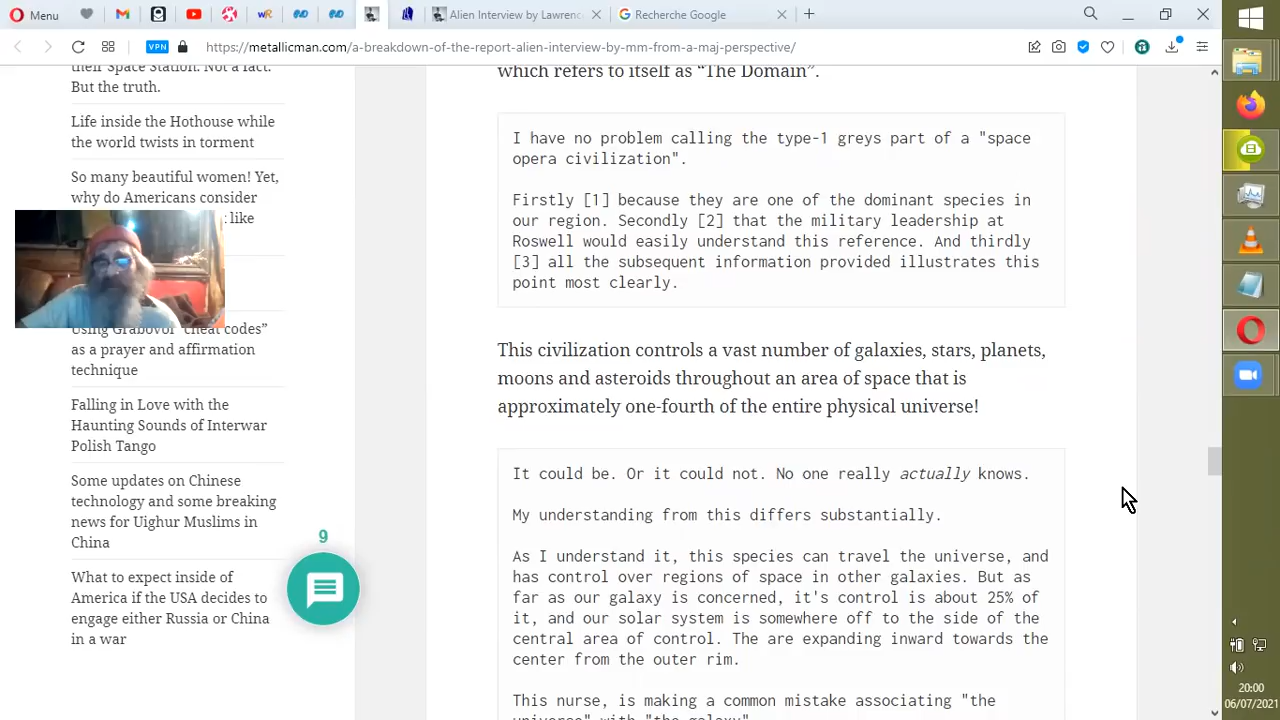 Menu
Alien Interview by Lawrenc
Recherche Google
VPN
https://metallicman.com/a-breakdown-of-the-report-alien-interview-by-mm-from-a-maj-perspective/
their Space Station. Not a fact.
But the truth.
Life inside the Hothouse while
the world twists in torment
So many beautiful women! Yet,
why do Americans consider
: like
Using Grabovoi "cheat codes"
as a prayer and affirmation
technique
Falling in Love with the
Haunting Sounds of Interwar
Polish Tango
Some updates on Chinese
technology and some breaking
news for Uighur Muslims in
China
What to expect inside of
America if the USA decides to
engage either Russia or China
in a war
9
which refers to itself as “The Domain”.
I have no problem calling the type-1 greys part of a "space
opera civilization".
Firstly [1] because they are one of the dominant species in
our region. Secondly [2] that the military leadership at
Roswell would easily understand this reference. And thirdly
[3] all the subsequent information provided illustrates this
point most clearly.
This civilization controls a vast number of galaxies, stars, planets,
moons and asteroids throughout an area of space that is
approximately one-fourth of the entire physical universe!
It could be. Or it could not. No one really actually knows.
My understanding from this differs substantially.
As I understand it, this species can travel the universe, and
has control over regions of space in other galaxies. But as
far as our galaxy is concerned, it's control is about 25% of
it, and our solar system is somewhere off to the side of the
central area of control. The are expanding inward towards the
center from the outer rim.
This nurse, is making a common mistake associating "the
universe" with "the galaxy"
20:00
06/07/2021